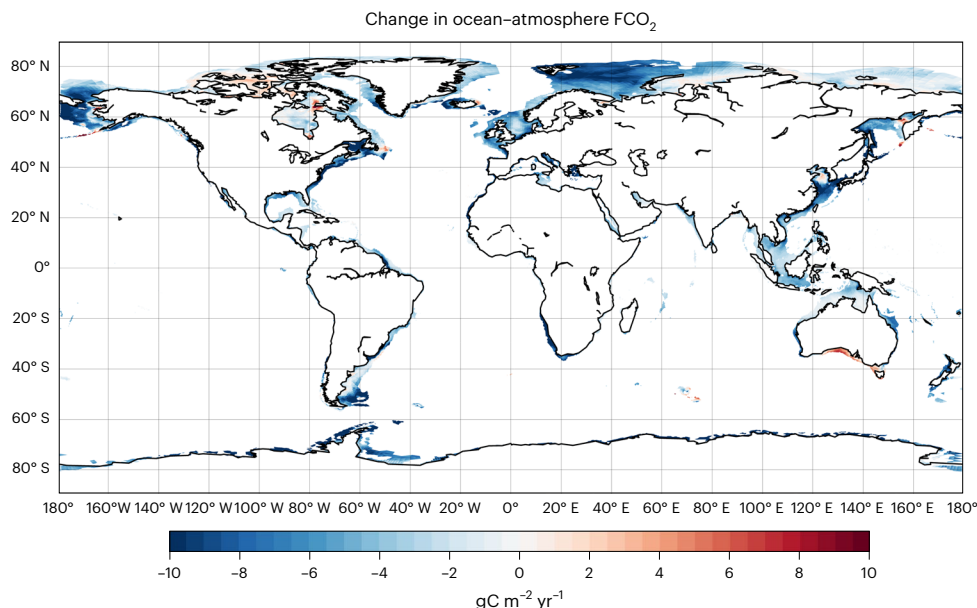 Change in ocean–atmosphere FCO₂
80° N
60° N
40° N
20° N
0°
20° S
40° S
60° S
80° S
180° 160°W 140° W 120° W 100° W 80° W 60° W 40° W 20° W 0° 20° E 40° E 60° E 80° E 100° E 120° E 140° E 160° E 180°
–10 –8 –6 –4 –2 0 2 4 6 8 10
gC m⁻² yr⁻¹